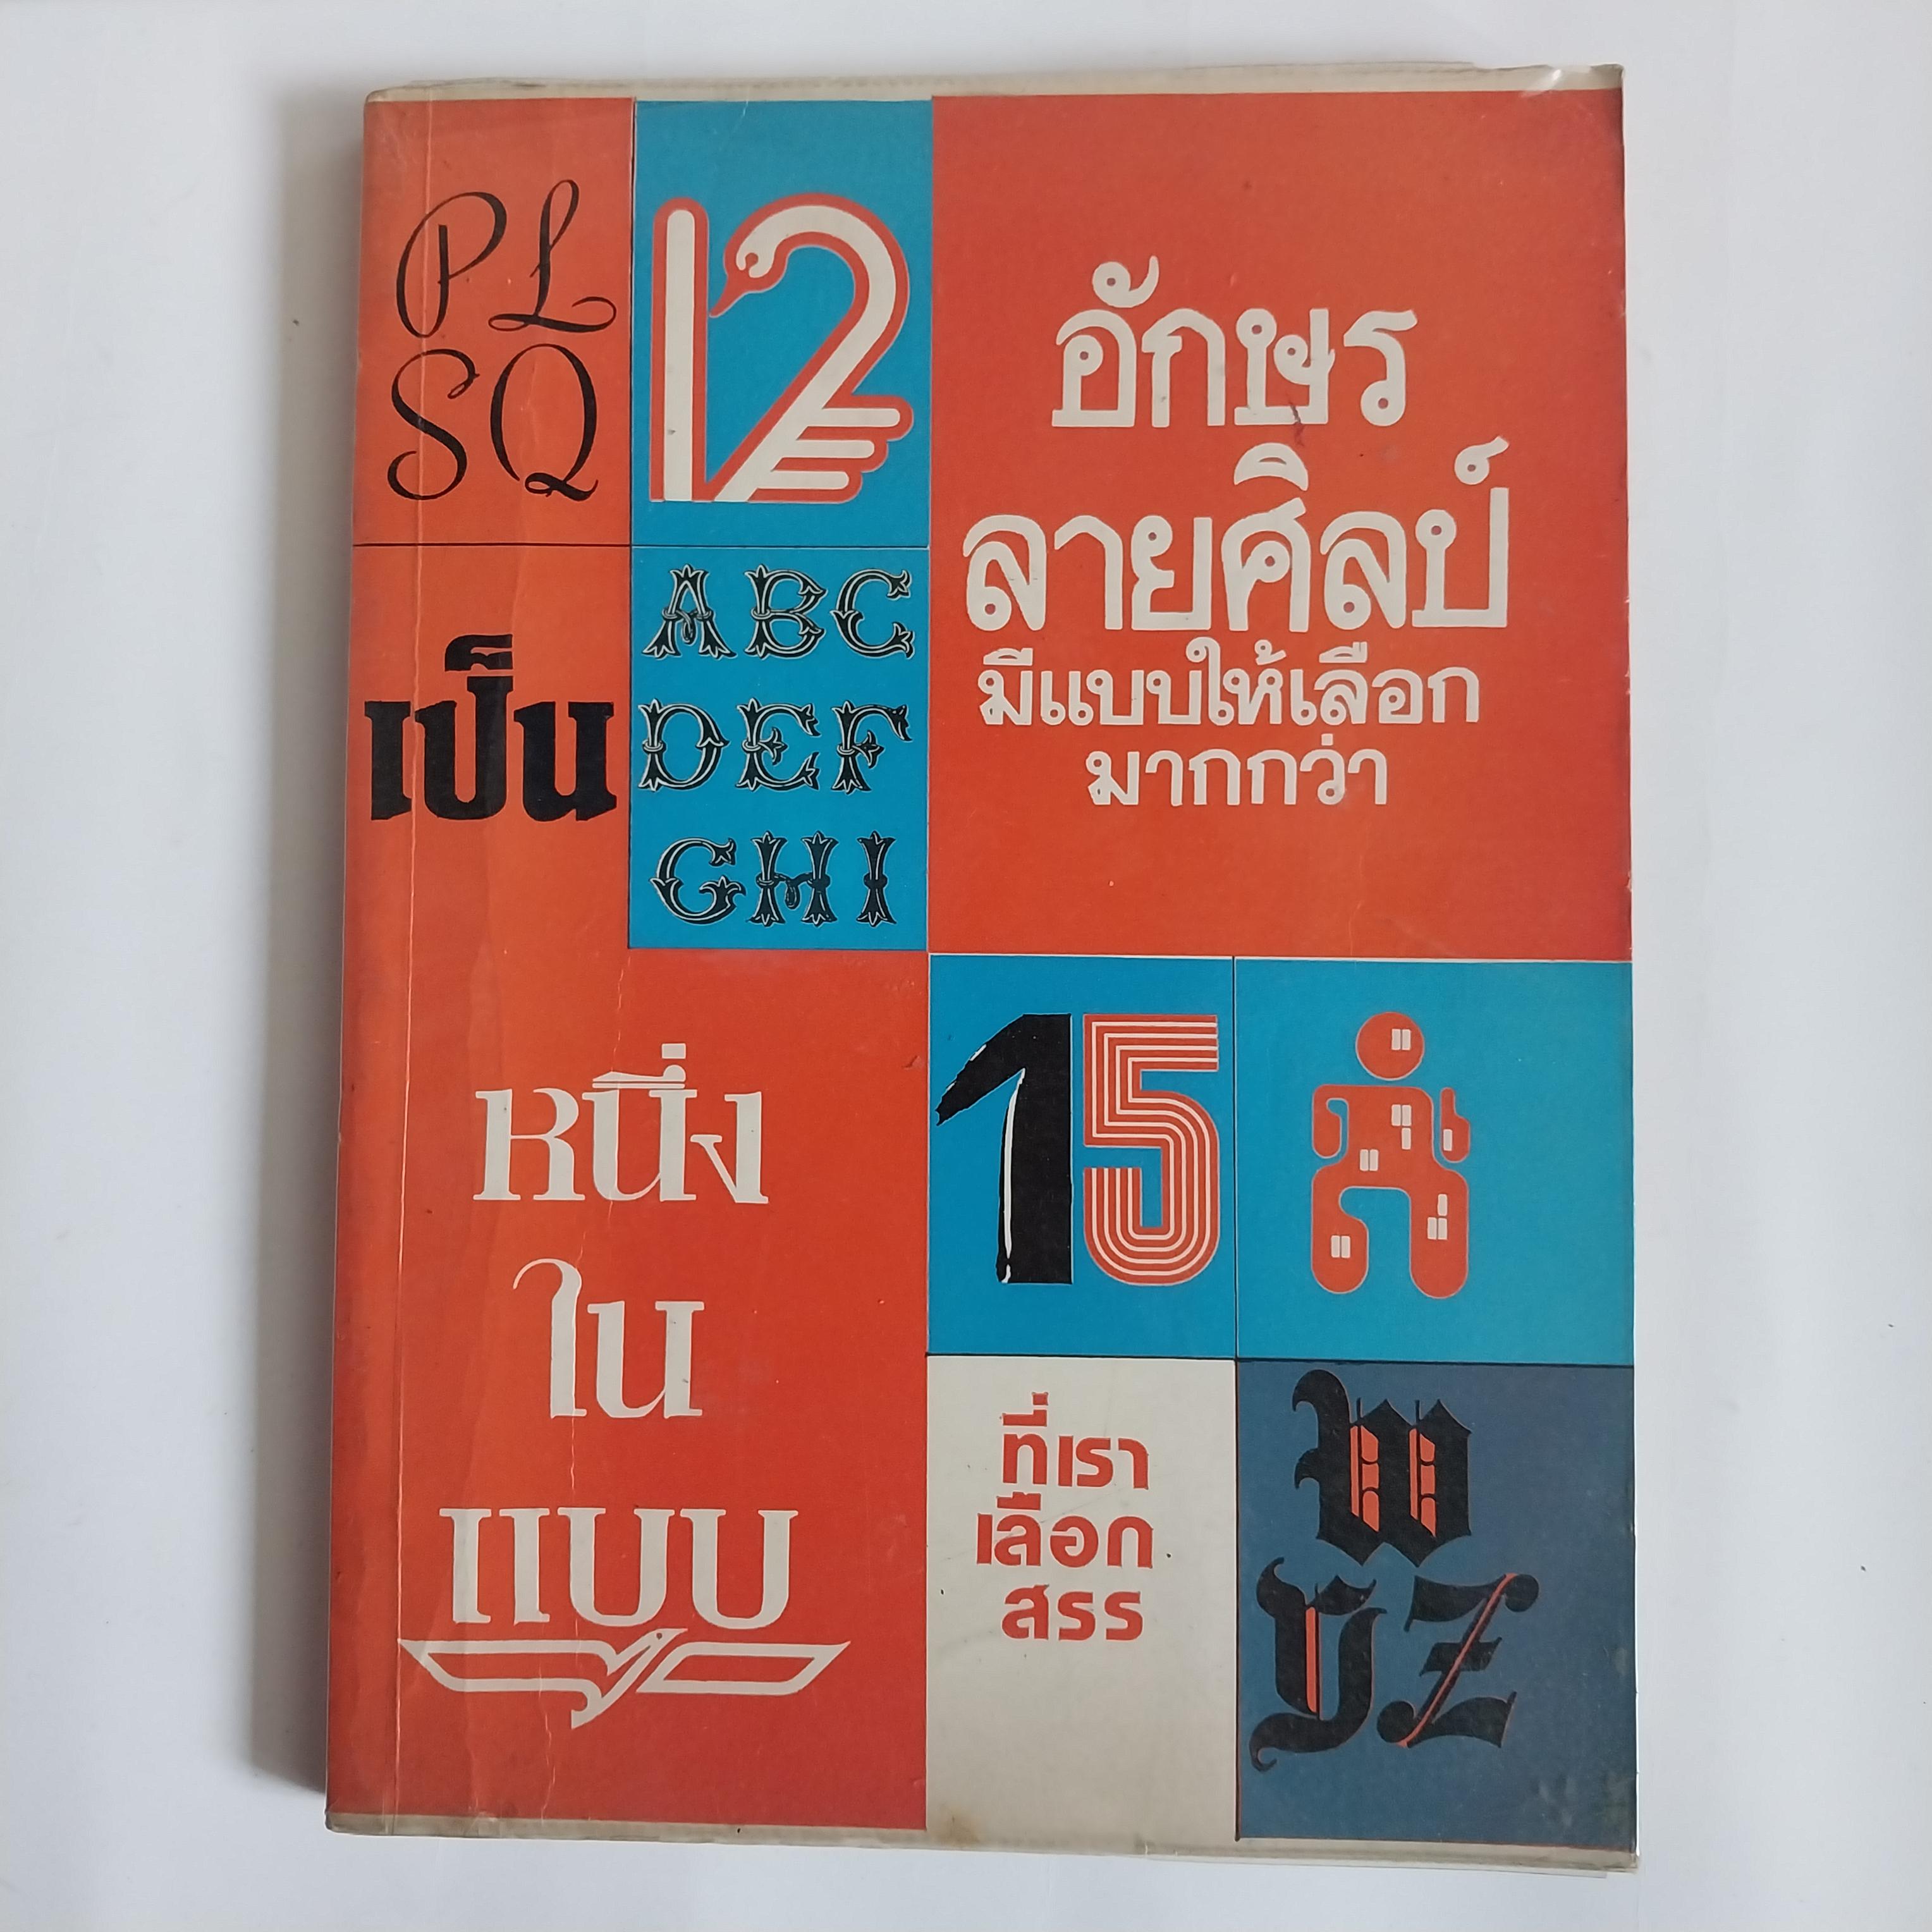 PL
SQ
12
อักษร
ลายศิลป์
มีแบบให้เลือก
มากกว่า
ABC
DEF
GHI
เป็น
หนึ่ง
ใน
แบบ
15
ที่เรา
เลือก
สรร
W
YZ